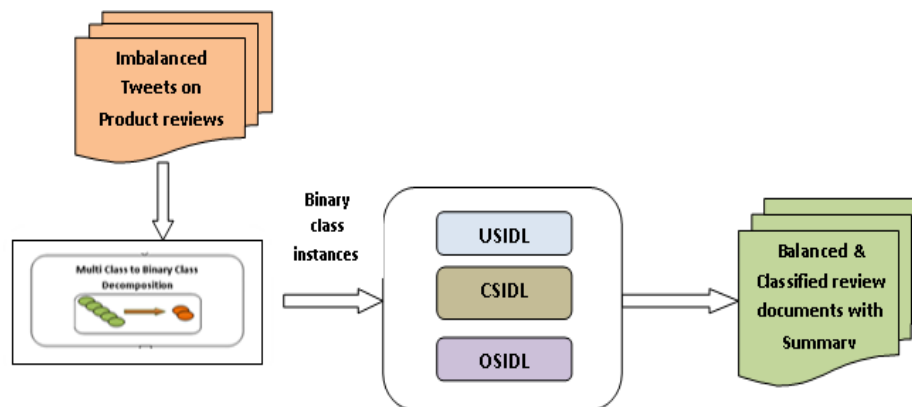 Imbalanced
Tweets on
Product reviews
Multi Class to Binary Class
Decomposition
Binary
class
instances
USIDL
CSIDL
OSIDL
Balanced &
Classified review
documents with
Summary